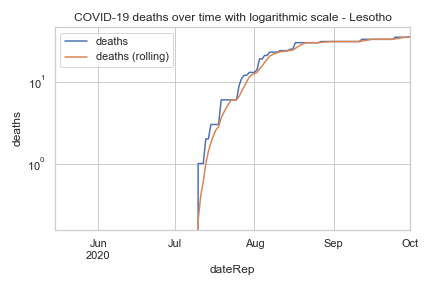 COVID-19 deaths over time with logarithmic scale - Lesotho
deaths
deaths (rolling)
10¹
10⁰
deaths
Jun
2020
Jul
Aug
Sep
Oct
dateRep